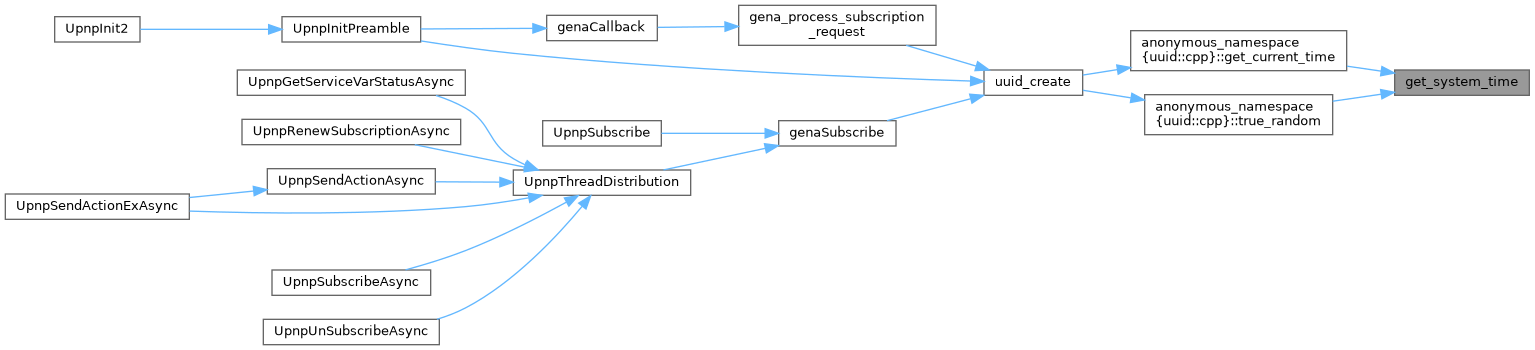 UpnpInit2
UpnpInitPreamble
genaCallback
gena_process_subscription
_request
anonymous_namespace
{uuid::cpp}::get_current_time
get_system_time
uuid_create
UpnpGetServiceVarStatusAsync
anonymous_namespace
{uuid::cpp}::true_random
UpnpRenewSubscriptionAsync
UpnpSubscribe
genaSubscribe
UpnpSendActionAsync
UpnpThreadDistribution
UpnpSendActionExAsync
UpnpSubscribeAsync
UpnpUnSubscribeAsync